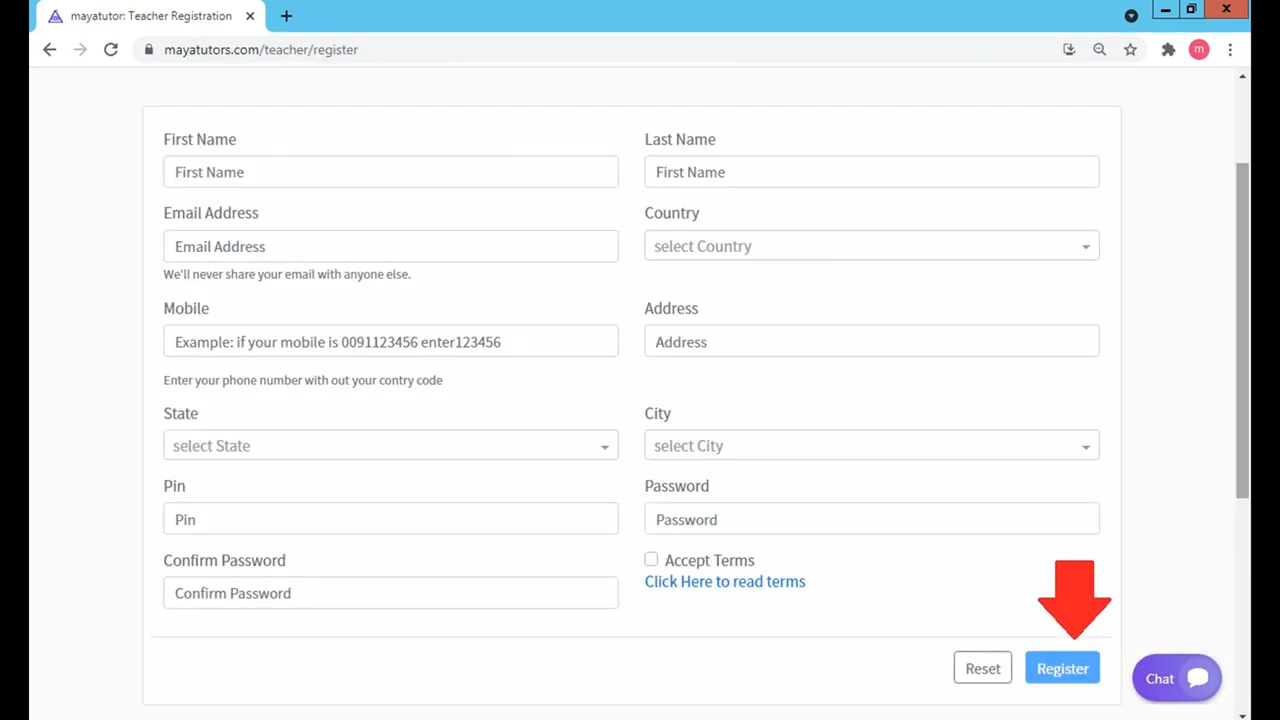 mayatutor: Teacher Registration
mayatutors.com/teacher/register
m
First Name
Last Name
First Name
First Name
Email Address
Country
Email Address
select Country
We'll never share your email with anyone else.
Mobile
Address
Example: if your mobile is 0091123456 enter123456
Address
Enter your phone number with out your contry code
State
City
select State
select City
Pin
Password
Pin
Password
Confirm Password
Accept Terms
Click Here to read terms
Confirm Password
Reset
Register
Chat